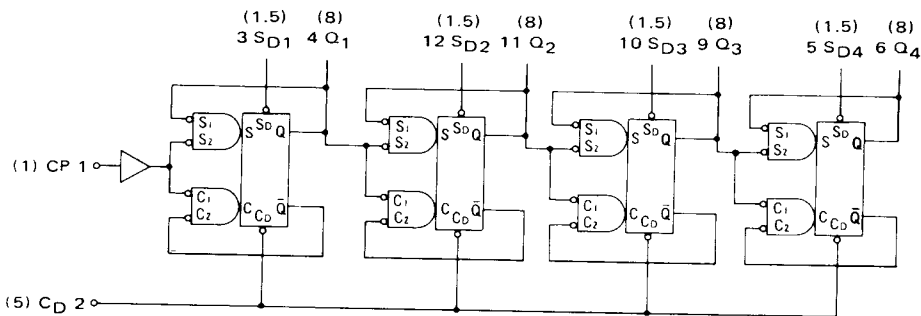 (1.5) (8) (1.5) (8) (1.5) (8) (1.5) (8)
3 SD1 4 Q1 12 SD2 11 Q2 10 SD3 9 Q3 5 SD4 6 Q4
S1 SD Q S1 SD Q S1 SD Q S1 SD Q
S2 S S2 S S2 S S2 S
(1) CP 1
C1 C Q̄ C1 C Q̄ C1 C Q̄ C1 C Q̄
C2 CD C2 CD C2 CD C2 CD
(5) CD 2